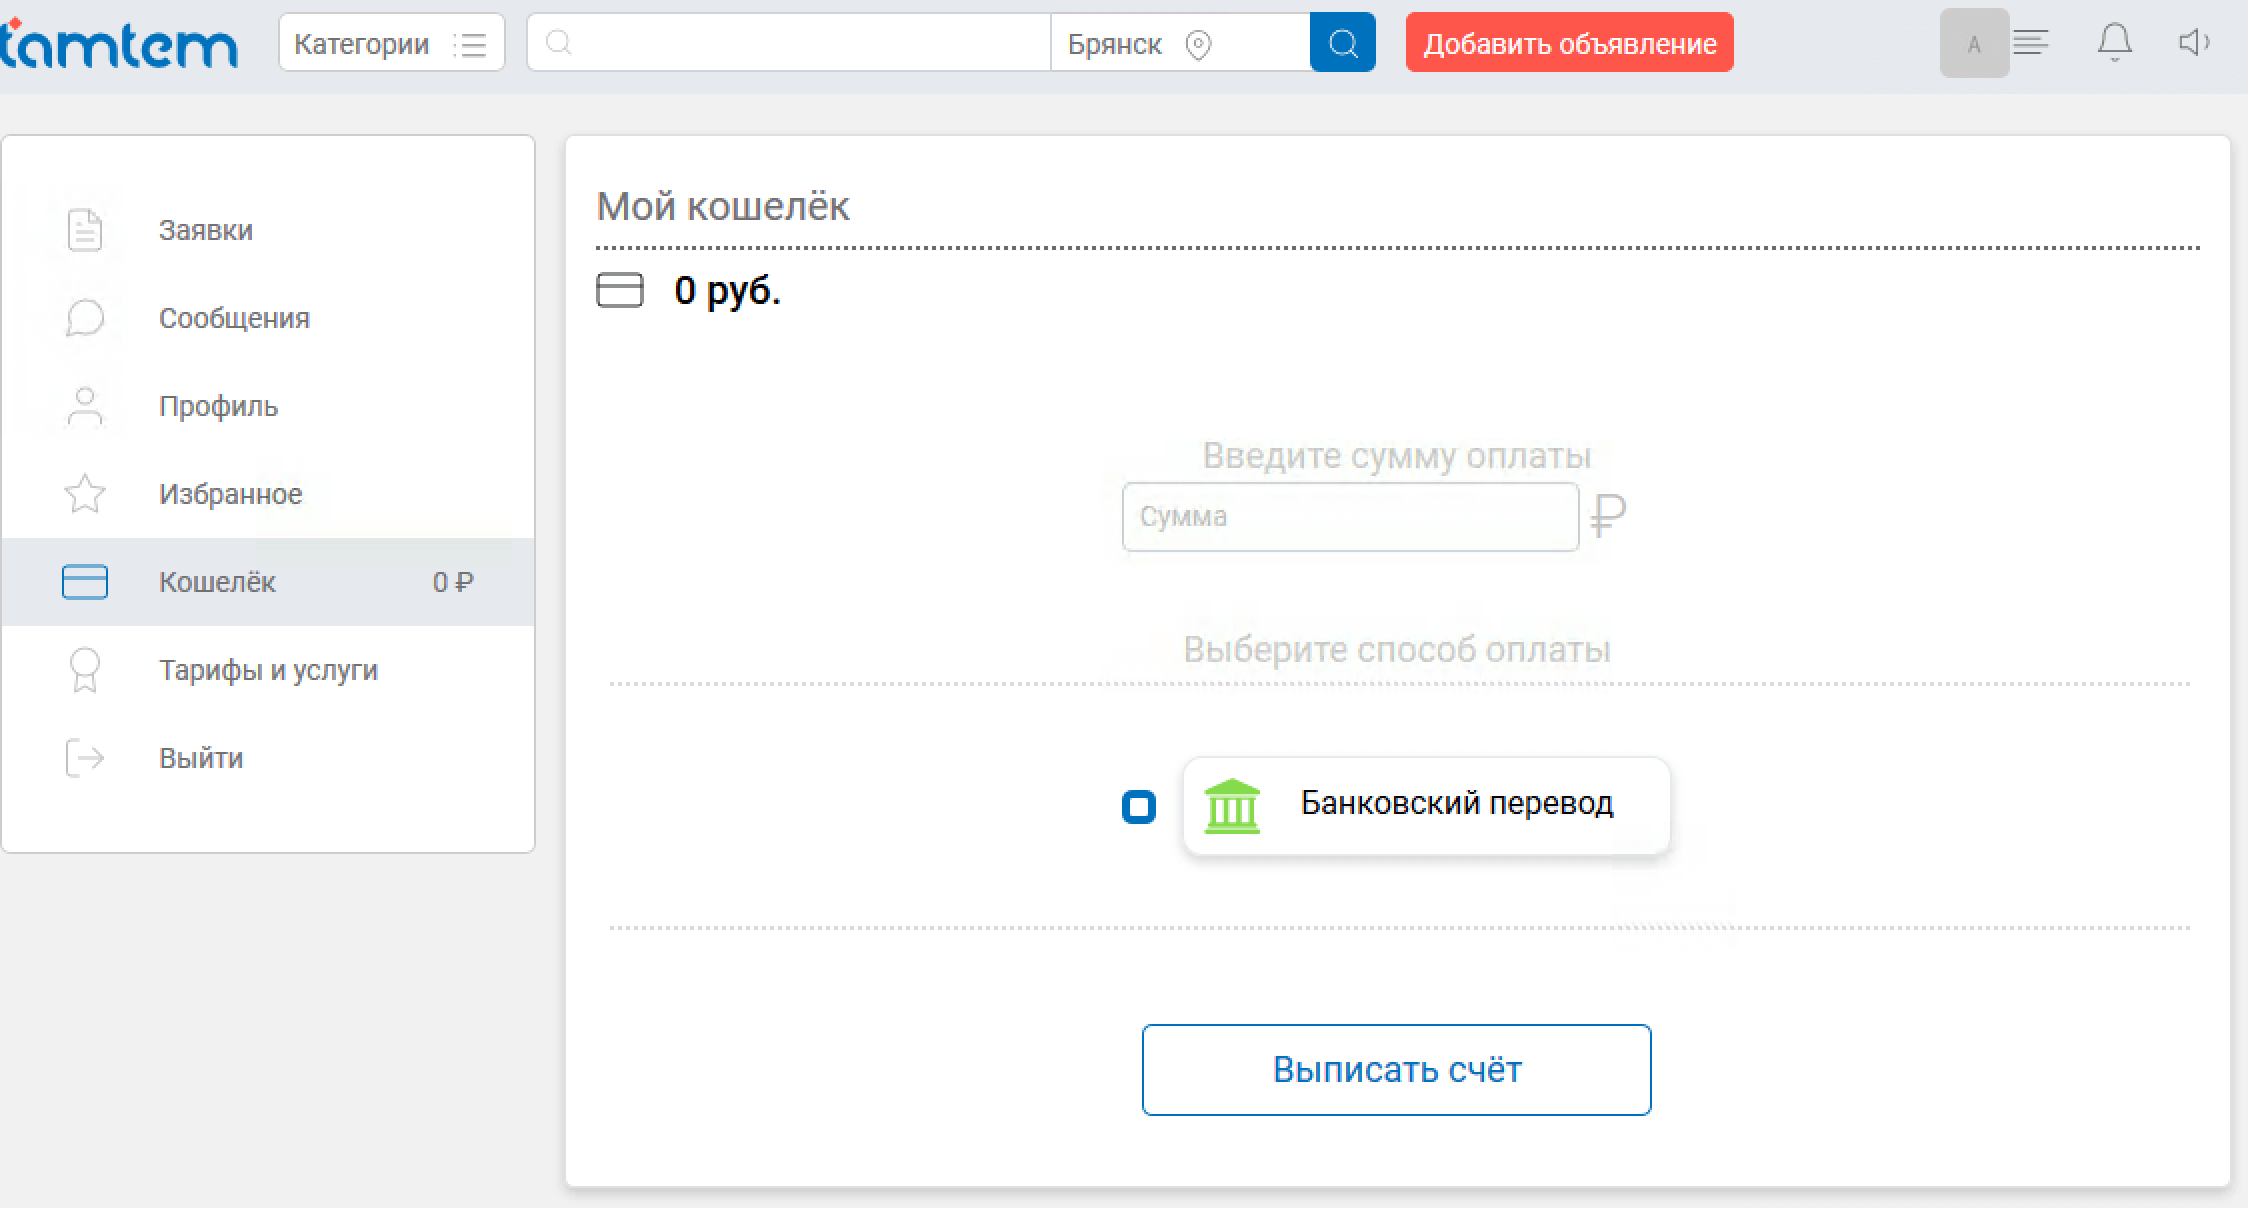 tamtem
Категории
Брянск
Добавить объявление
A
Заявки
Сообщения
Профиль
Избранное
Кошелёк 0 ₽
Тарифы и услуги
Выйти
Мой кошелёк
0 руб.
Введите сумму оплаты
Сумма ₽
Выберите способ оплаты
Банковский перевод
Выписать счёт